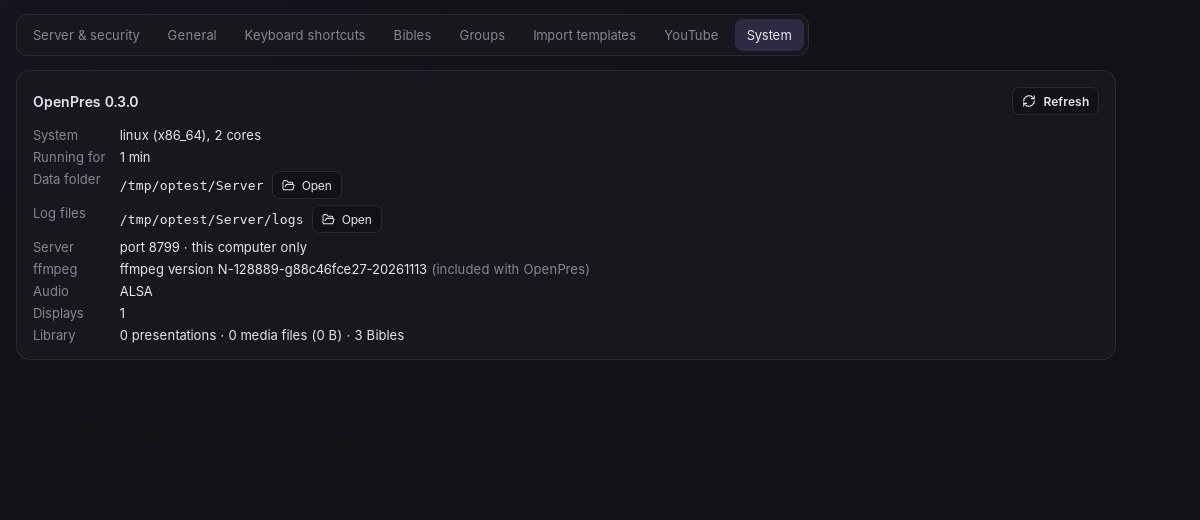 Server & security General Keyboard shortcuts Bibles Groups Import templates YouTube System
OpenPres 0.3.0 Refresh
System linux (x86_64), 2 cores
Running for 1 min
Data folder /tmp/optest/Server Open
Log files /tmp/optest/Server/logs Open
Server port 8799 · this computer only
ffmpeg ffmpeg version N-128889-g88c46fce27-20261113 (included with OpenPres)
Audio ALSA
Displays 1
Library 0 presentations · 0 media files (0 B) · 3 Bibles